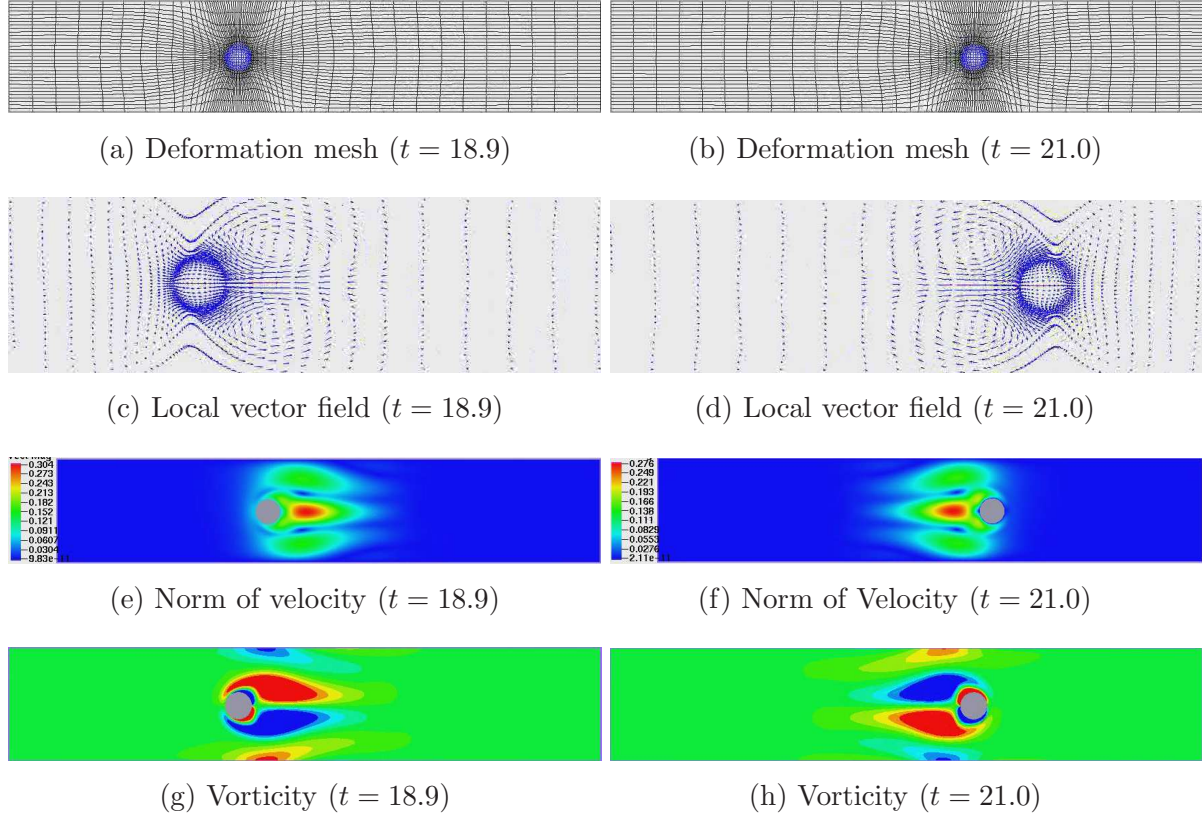 (a) Deformation mesh (t = 18.9)
(b) Deformation mesh (t = 21.0)
(c) Local vector field (t = 18.9)
(d) Local vector field (t = 21.0)
0.304
0.273
0.243
0.213
0.182
0.152
0.121
0.0911
0.0607
0.0304
0.276
0.249
0.221
0.193
0.166
0.138
0.111
0.0829
0.0553
0.0276
(e) Norm of velocity (t = 18.9)
(f) Norm of Velocity (t = 21.0)
(g) Vorticity (t = 18.9)
(h) Vorticity (t = 21.0)